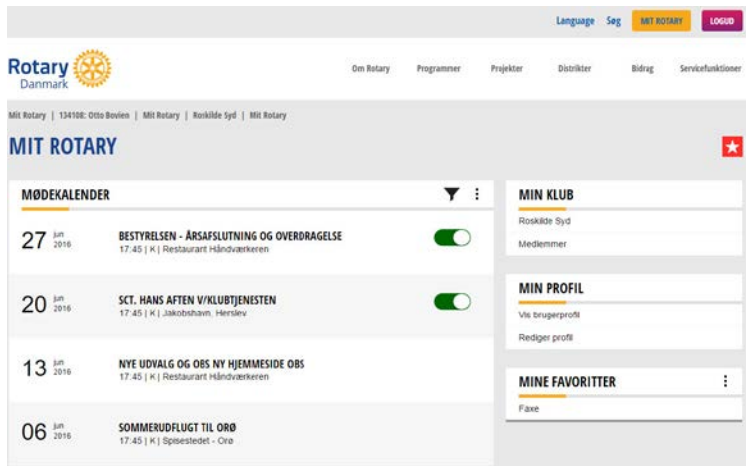 Language Søg MIT ROTARY LOGUD
Rotary
Danmark
Om Rotary Programmer Projekter Distrikter Bidrag Servicefunktioner
Mit Rotary | 134108: Otto Bovien | Mit Rotary | Roskilde Syd | Mit Rotary
MIT ROTARY
MØDEKALENDER
27 jun 2016
BESTYRELSEN - ÅRSAFSLUTNING OG OVERDRAGELSE
17:45 | K | Restaurant Håndværkeren
20 jun 2016
SCT. HANS AFTEN V/KLUBTJENESTEN
17:45 | K | Jakobshavn, Herslev
13 jun 2016
NYE UDVALG OG OBS NY HJEMMESIDE OBS
17:45 | K | Restaurant Håndværkeren
06 jun 2016
SOMMERUDFLUGT TIL ORØ
17:45 | K | Spisestedet - Orø
MIN KLUB
Roskilde Syd
Medlemmer
MIN PROFIL
Vis brugerprofil
Rediger profil
MINE FAVORITTER
Faxe